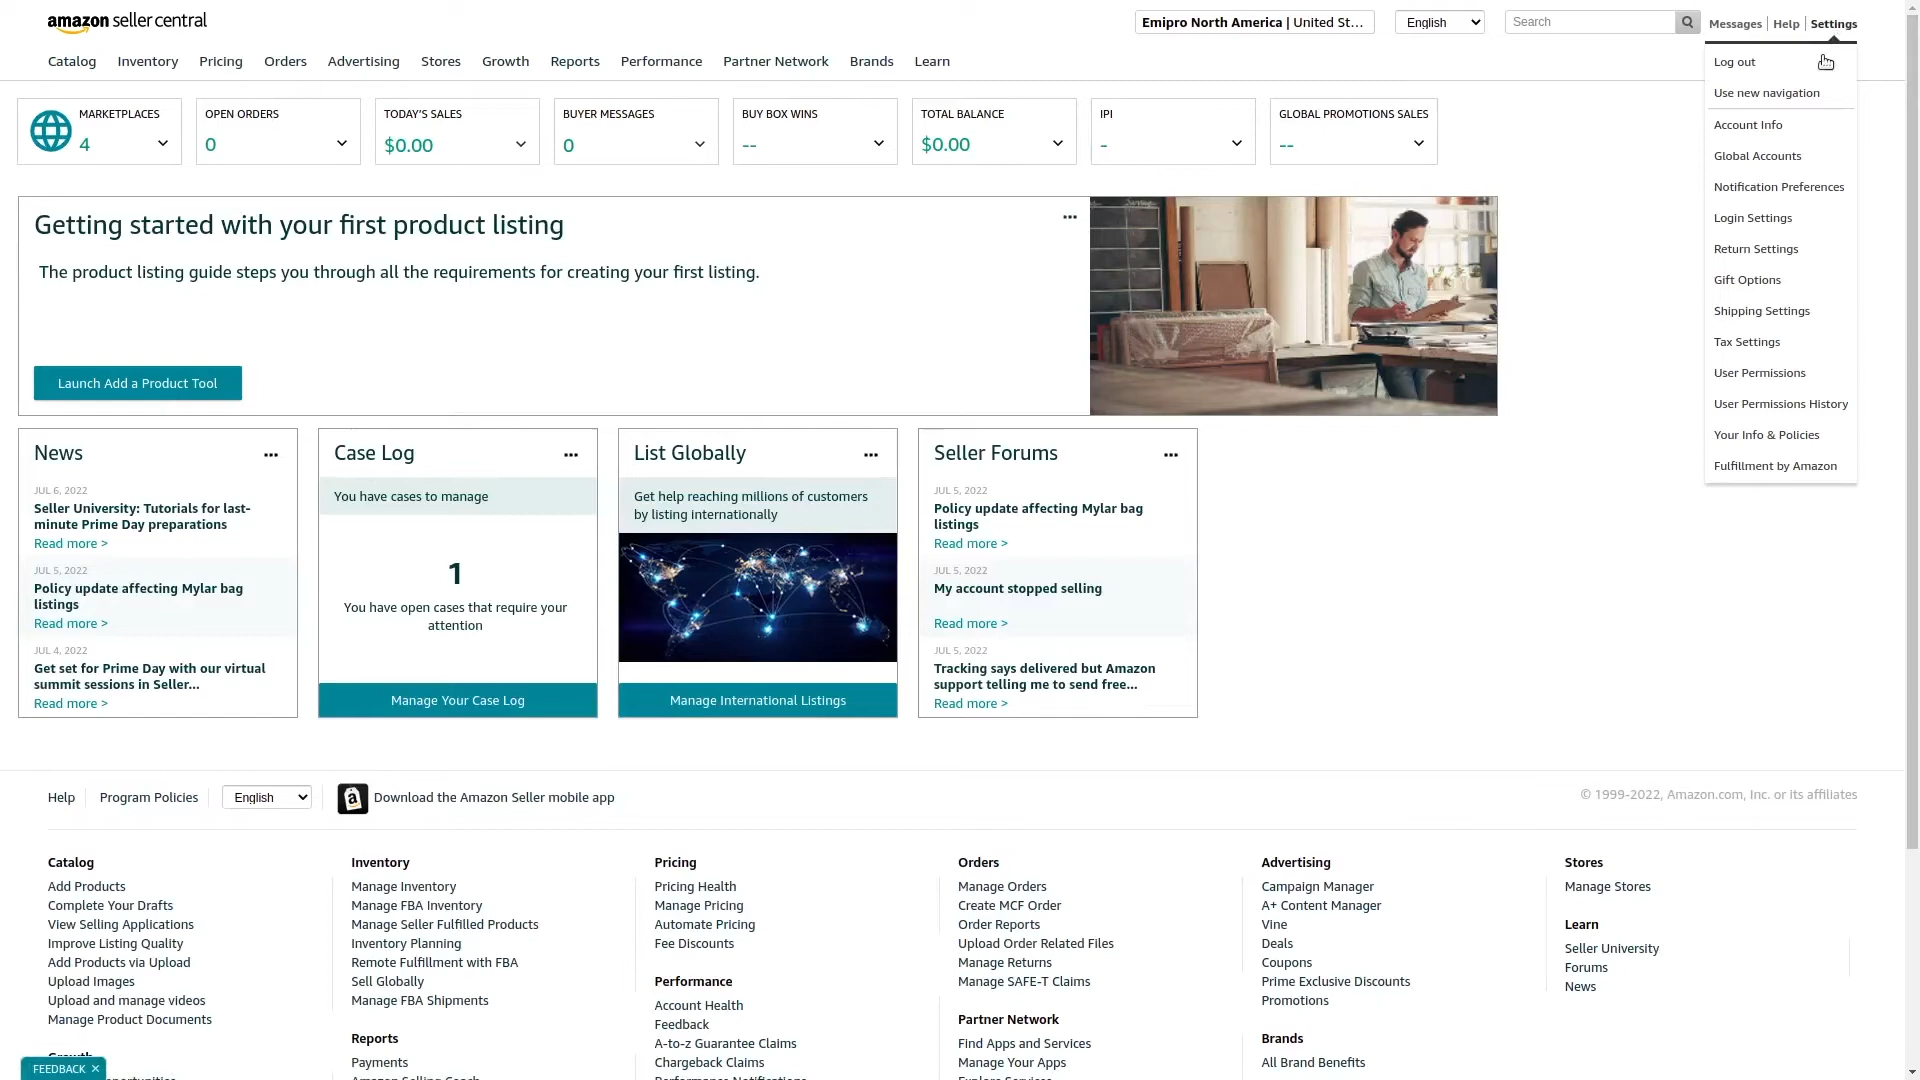 amazon seller central
Emipro North America | United St...
English
Search
Messages
Help
Settings
Catalog
Inventory
Pricing
Orders
Advertising
Stores
Growth
Reports
Performance
Partner Network
Brands
Learn
Log out
Use new navigation
Account Info
Global Accounts
Notification Preferences
Login Settings
Return Settings
Gift Options
Shipping Settings
Tax Settings
User Permissions
User Permissions History
Your Info & Policies
Fulfillment by Amazon
MARKETPLACES
4
OPEN ORDERS
0
TODAY'S SALES
$0.00
BUYER MESSAGES
0
BUY BOX WINS
--
TOTAL BALANCE
$0.00
IPI
-
GLOBAL PROMOTIONS SALES
--
Getting started with your first product listing
The product listing guide steps you through all the requirements for creating your first listing.
Launch Add a Product Tool
News
JUL 6, 2022
Seller University: Tutorials for last-
minute Prime Day preparations
Read more >
JUL 5, 2022
Policy update affecting Mylar bag
listings
Read more >
JUL 4, 2022
Get set for Prime Day with our virtual
summit sessions in Seller...
Read more >
Case Log
You have cases to manage
1
You have open cases that require your
attention
Manage Your Case Log
List Globally
Get help reaching millions of customers
by listing internationally
Manage International Listings
Seller Forums
JUL 5, 2022
Policy update affecting Mylar bag
listings
Read more >
JUL 5, 2022
My account stopped selling
Read more >
JUL 5, 2022
Tracking says delivered but Amazon
support telling me to send free...
Read more >
Help
Program Policies
English
Download the Amazon Seller mobile app
© 1999-2022, Amazon.com, Inc. or its affiliates
Catalog
Add Products
Complete Your Drafts
View Selling Applications
Improve Listing Quality
Add Products via Upload
Upload Images
Upload and manage videos
Manage Product Documents
FEEDBACK ×
Inventory
Manage Inventory
Manage FBA Inventory
Manage Seller Fulfilled Products
Inventory Planning
Remote Fulfillment with FBA
Sell Globally
Manage FBA Shipments
Reports
Payments
Amazon Selling Coach
Pricing
Pricing Health
Manage Pricing
Automate Pricing
Fee Discounts
Performance
Account Health
Feedback
A-to-z Guarantee Claims
Chargeback Claims
Performance Notifications
Orders
Manage Orders
Create MCF Order
Order Reports
Upload Order Related Files
Manage Returns
Manage SAFE-T Claims
Partner Network
Find Apps and Services
Manage Your Apps
Explore Services
Advertising
Campaign Manager
A+ Content Manager
Vine
Deals
Coupons
Prime Exclusive Discounts
Promotions
Brands
All Brand Benefits
Stores
Manage Stores
Learn
Seller University
Forums
News